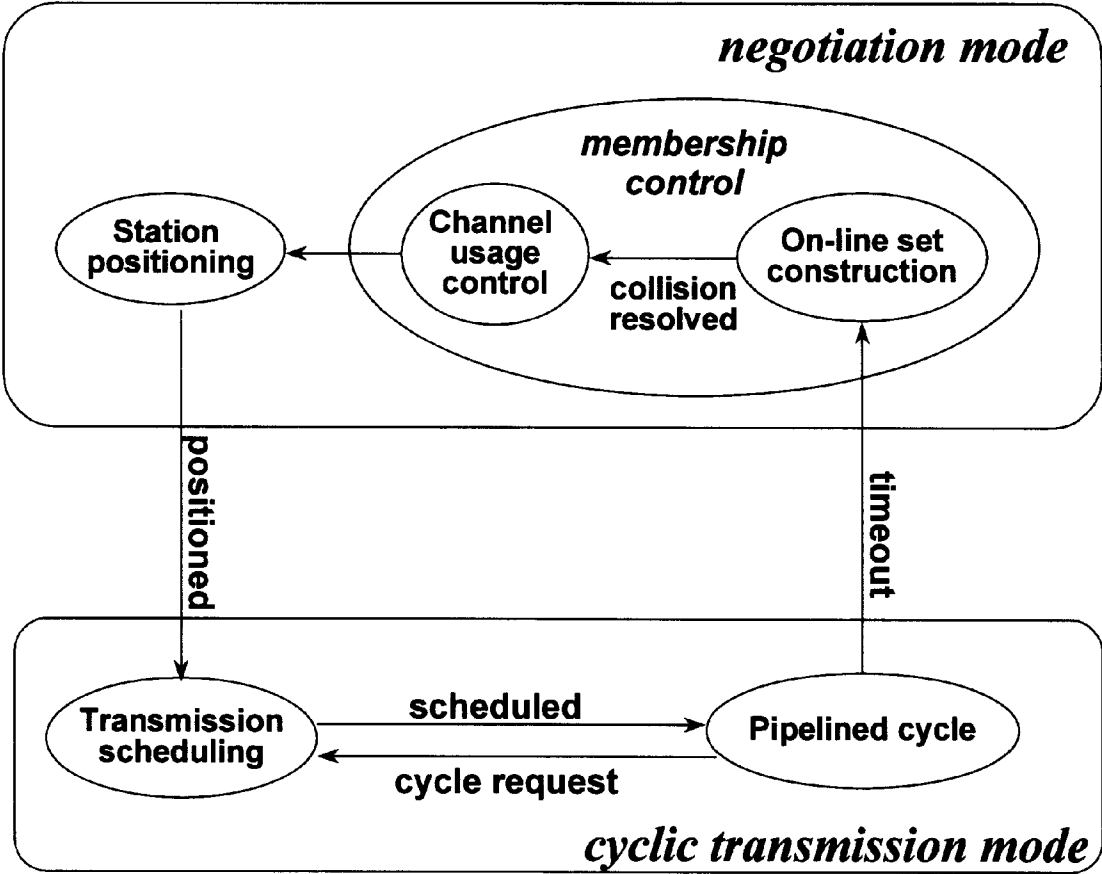 negotiation mode
membership
control
Station
positioning
Channel
usage
control
On-line set
construction
collision
resolved
positioned
timeout
Transmission
scheduling
scheduled
cycle request
Pipelined cycle
cyclic transmission mode